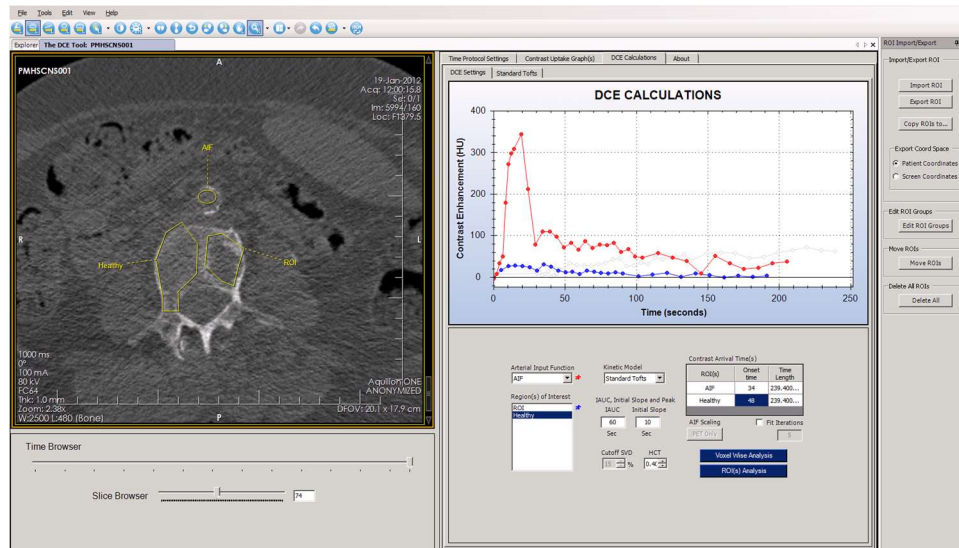 File Tools Edit View Help
Explorer The DCE Tool: PMHSCNS001
PMHSCNS001
A
19-Jan-2012
Acq: 12:00:15.8
Se: 0/1
Im: 5994/160
Loc: F1379.5
AIF
R
L
Healthy
ROI
1000 ms
0°
100 mA
80 kV
FC64
Thk: 1.0 mm
Zoom: 2.38x
W:2500 L:480 (Bone)
P
Aquilion ONE
ANONYMIZED
DFOV: 20.1 x 17.9 cm
Time Browser
Slice Browser
74
Time Protocol Settings Contrast Uptake Graph(s) DCE Calculations About
DCE Settings Standard Tofts
DCE CALCULATIONS
Contrast Enhancement (HU)
400
300
200
100
0
0 50 100 150 200 250
Time (seconds)
Arterial Input Function
AIF
Kinetic Model
Standard Tofts
Region(s) of Interest
ROI
Healthy
IAUC, Initial Slope and Peak
IAUC Initial Slope
60 10
Sec Sec
Cutoff SVD HCT
15 % 0.4
Contrast Arrival Time(s)
ROI(s) Onset time Time Length
AIF 34 239.400...
Healthy 48 239.400...
AIF Scaling
PET Only
Fit Iterations
5
Voxel Wise Analysis
ROI(s) Analysis
ROI Import/Export
Import/Export ROI
Import ROI
Export ROI
Copy ROIs to...
Export Coord Space
Patient Coordinates
Screen Coordinates
Edit ROI Groups
Edit ROI Groups
Move ROIs
Move ROIs
Delete All ROIs
Delete All